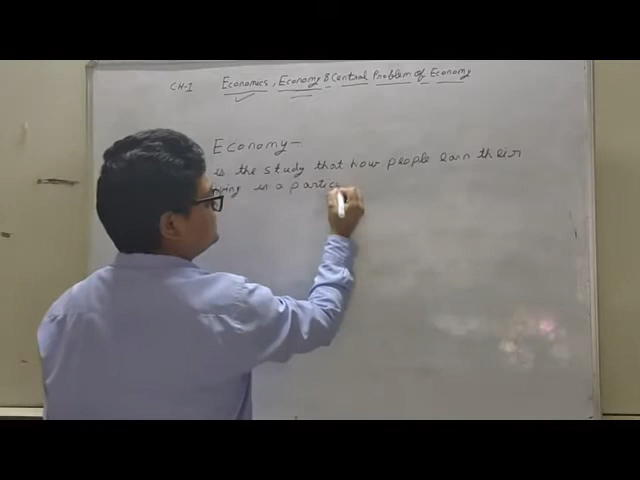 CH-1 Economics, Economy & Central Problem of Economy
Economy-
is the study that how people earn their
living in a partic